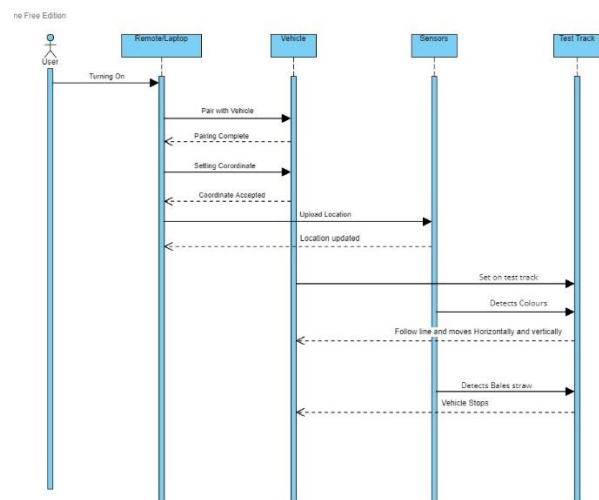 ne Free Edition
Remote/Laptop
Vehicle
Sensors
Test Track
User
Turning On
Pair with Vehicle
Pairing Complete
Setting Corordinate
Coordinate Accepted
Upload Location
Location updated
Set on test track
Detects Colours
Follow line and moves Horizontally and vertically
Detects Bales straw
Vehicle Stops